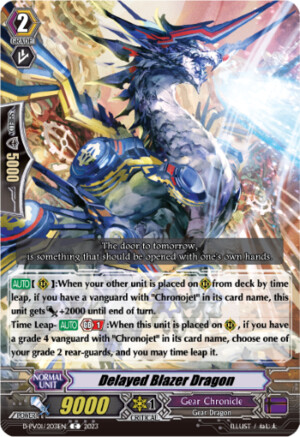 2
GRADE
5000
The door to tomorrow,
is something that should be opened with one's own hands.
AUTO :When your other unit is placed on from deck by time
leap, if you have a vanguard with "Chronojet" in its card name, this
unit gets +2000 until end of turn.
Time Leap- AUTO 1 :When this unit is placed on , if you have
a grade 4 vanguard with "Chronojet" in its card name, choose one of
your grade 2 rear-guards, and you may time leap it.
NORMAL
UNIT
Delayed Blazer Dragon
POWER
9000
1
CRITICAL
Gear Chronicle
Gear Dragon
D-PV01/203EN C 2022
ILLUST /